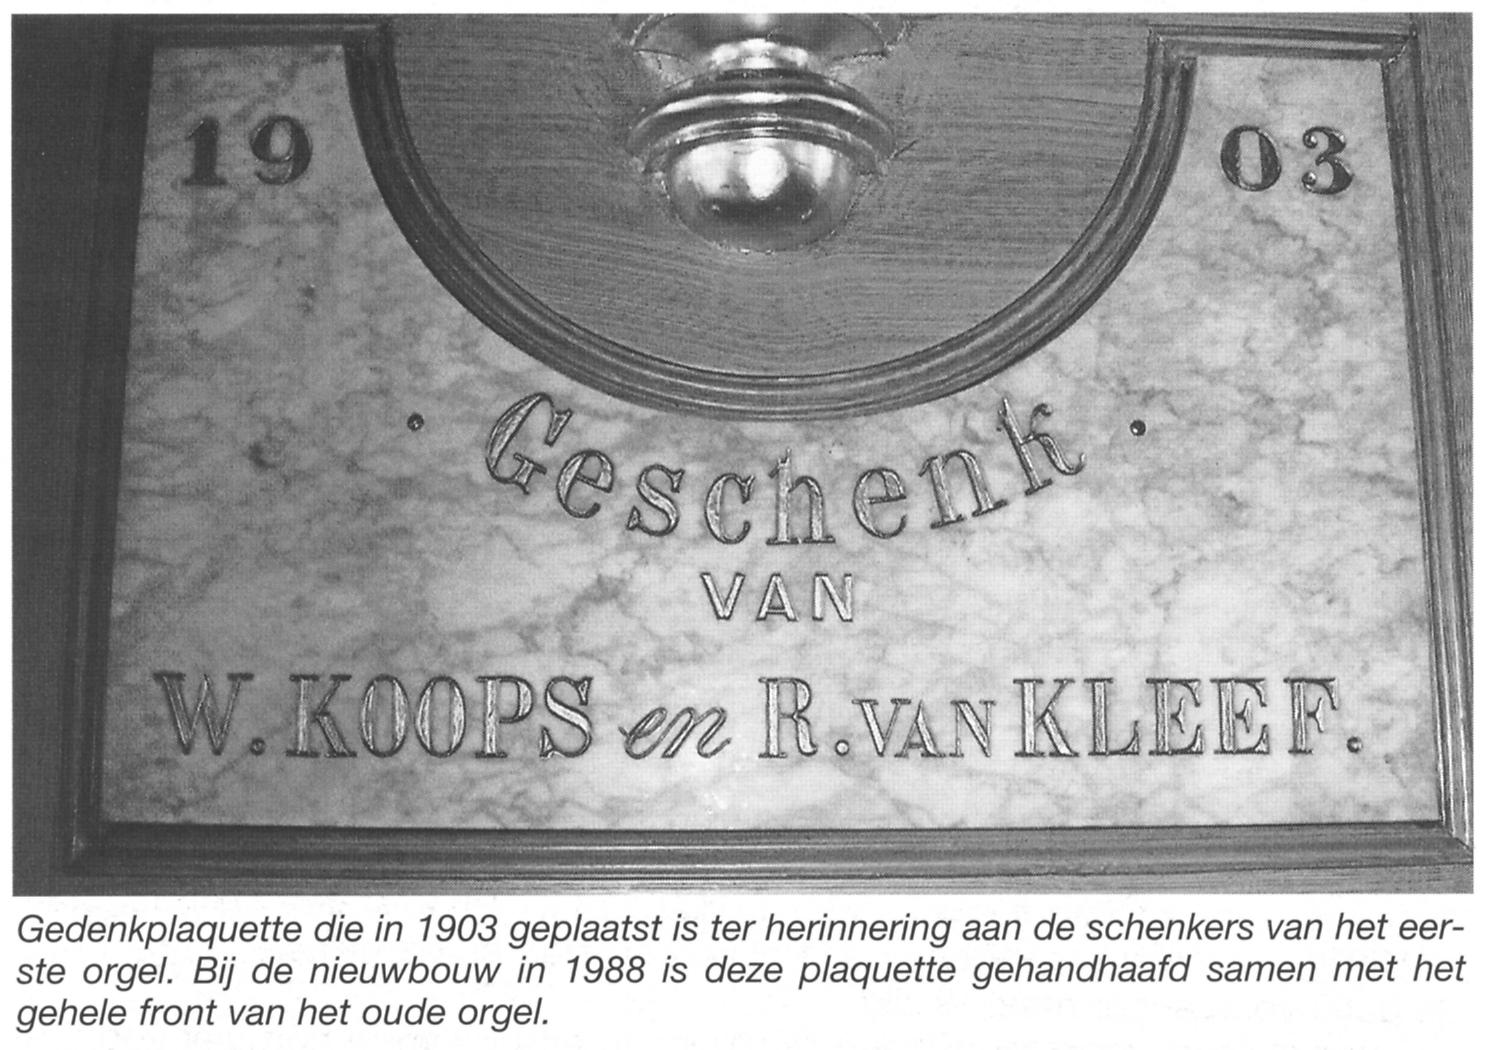 19 03
Geschenk
VAN
W. KOOPS en R. VAN KLEEF.
Gedenkplaquette die in 1903 geplaatst is ter herinnering aan de schenkers van het eer-
ste orgel. Bij de nieuwbouw in 1988 is deze plaquette gehandhaafd samen met het
gehele front van het oude orgel.